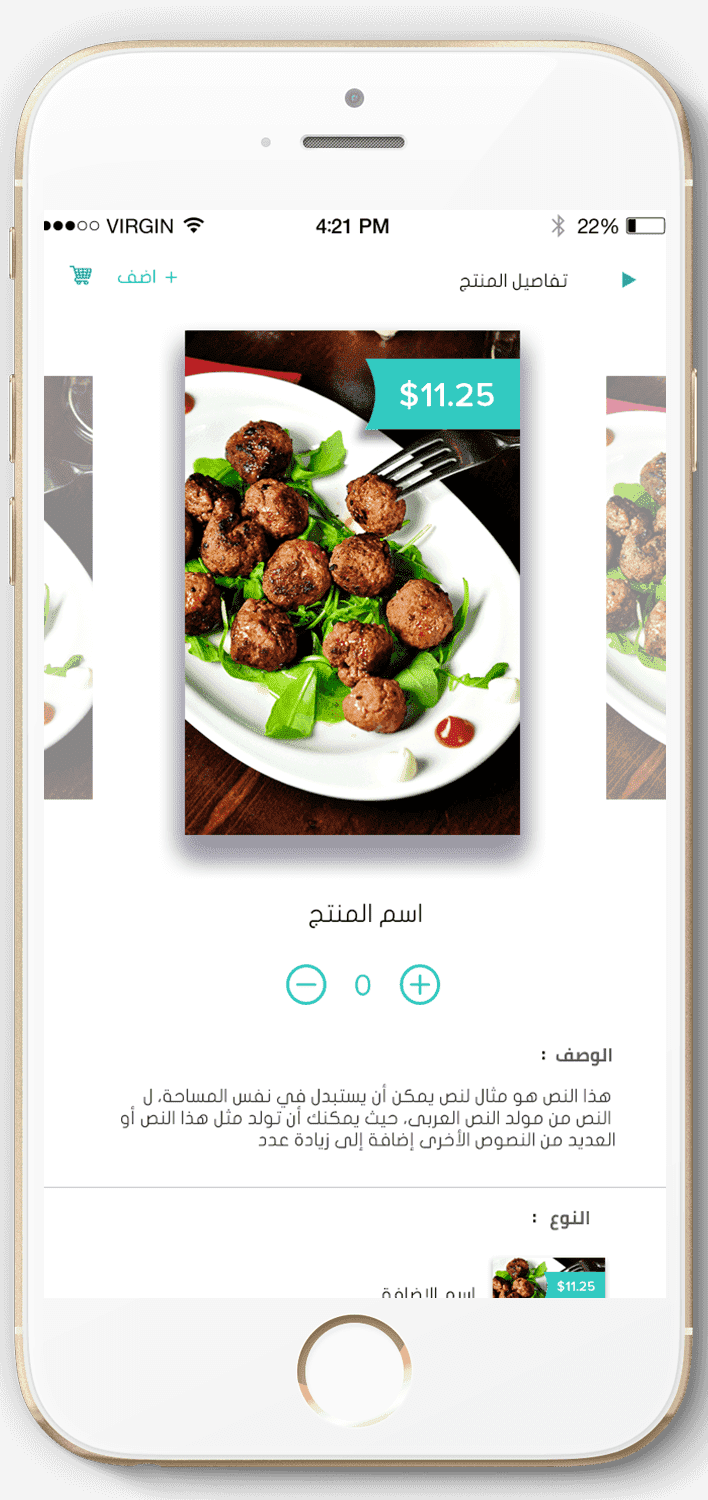 VIRGIN 4:21 PM 22%
تفاصيل المنتج
+ اضف
$11.25
اسم المنتج
0
الوصف :
هذا النص هو مثال لنص يمكن أن يستبدل في نفس المساحة، ل
النص من مولد النص العربى، حيث يمكنك أن تولد مثل هذا النص أو
العديد من النصوص الأخرى إضافة إلى زيادة عدد
النوع :
$11.25
اسم الاضافة